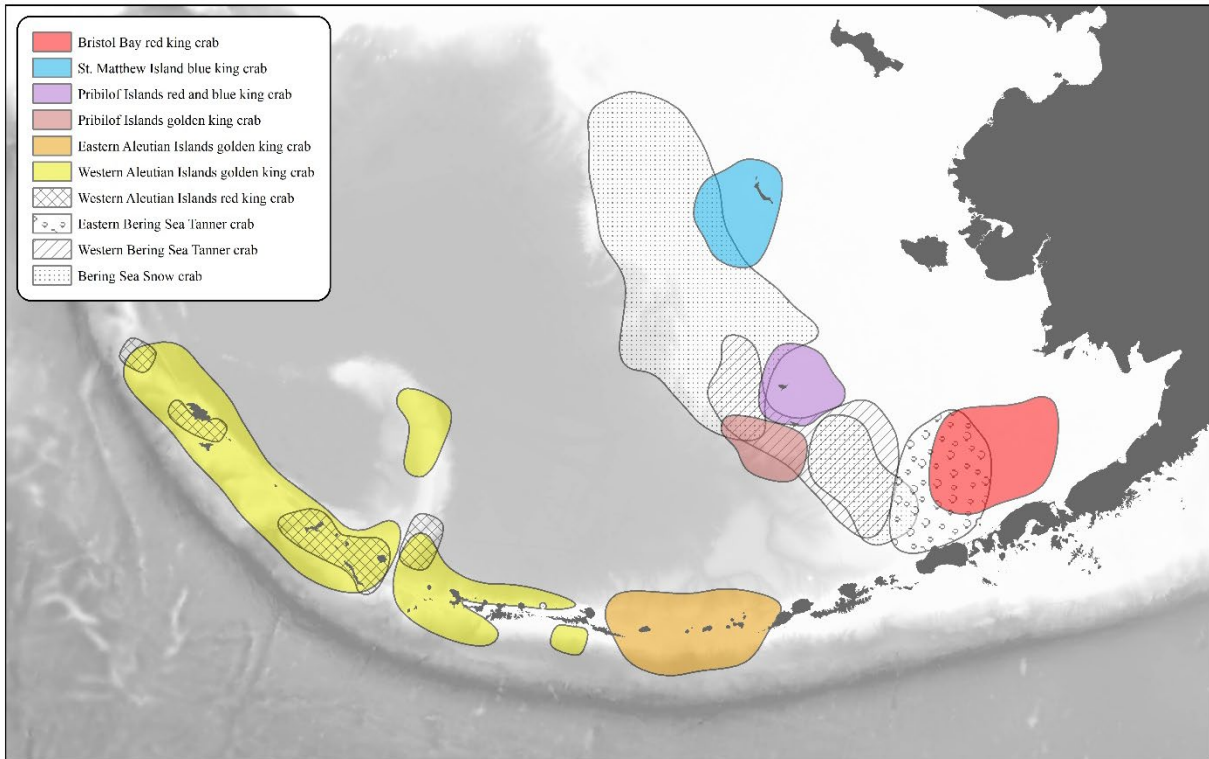 Bristol Bay red king crab
St. Matthew Island blue king crab
Pribilof Islands red and blue king crab
Pribilof Islands golden king crab
Eastern Aleutian Islands golden king crab
Western Aleutian Islands golden king crab
Western Aleutian Islands red king crab
Eastern Bering Sea Tanner crab
Western Bering Sea Tanner crab
Bering Sea Snow crab